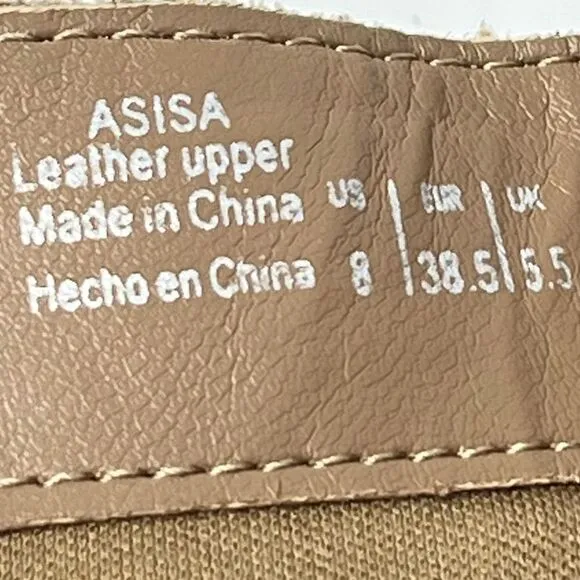 ASISA
Leather upper
Made in China US | EUR | UK
Hecho en China 8 | 38.5 | 5.5